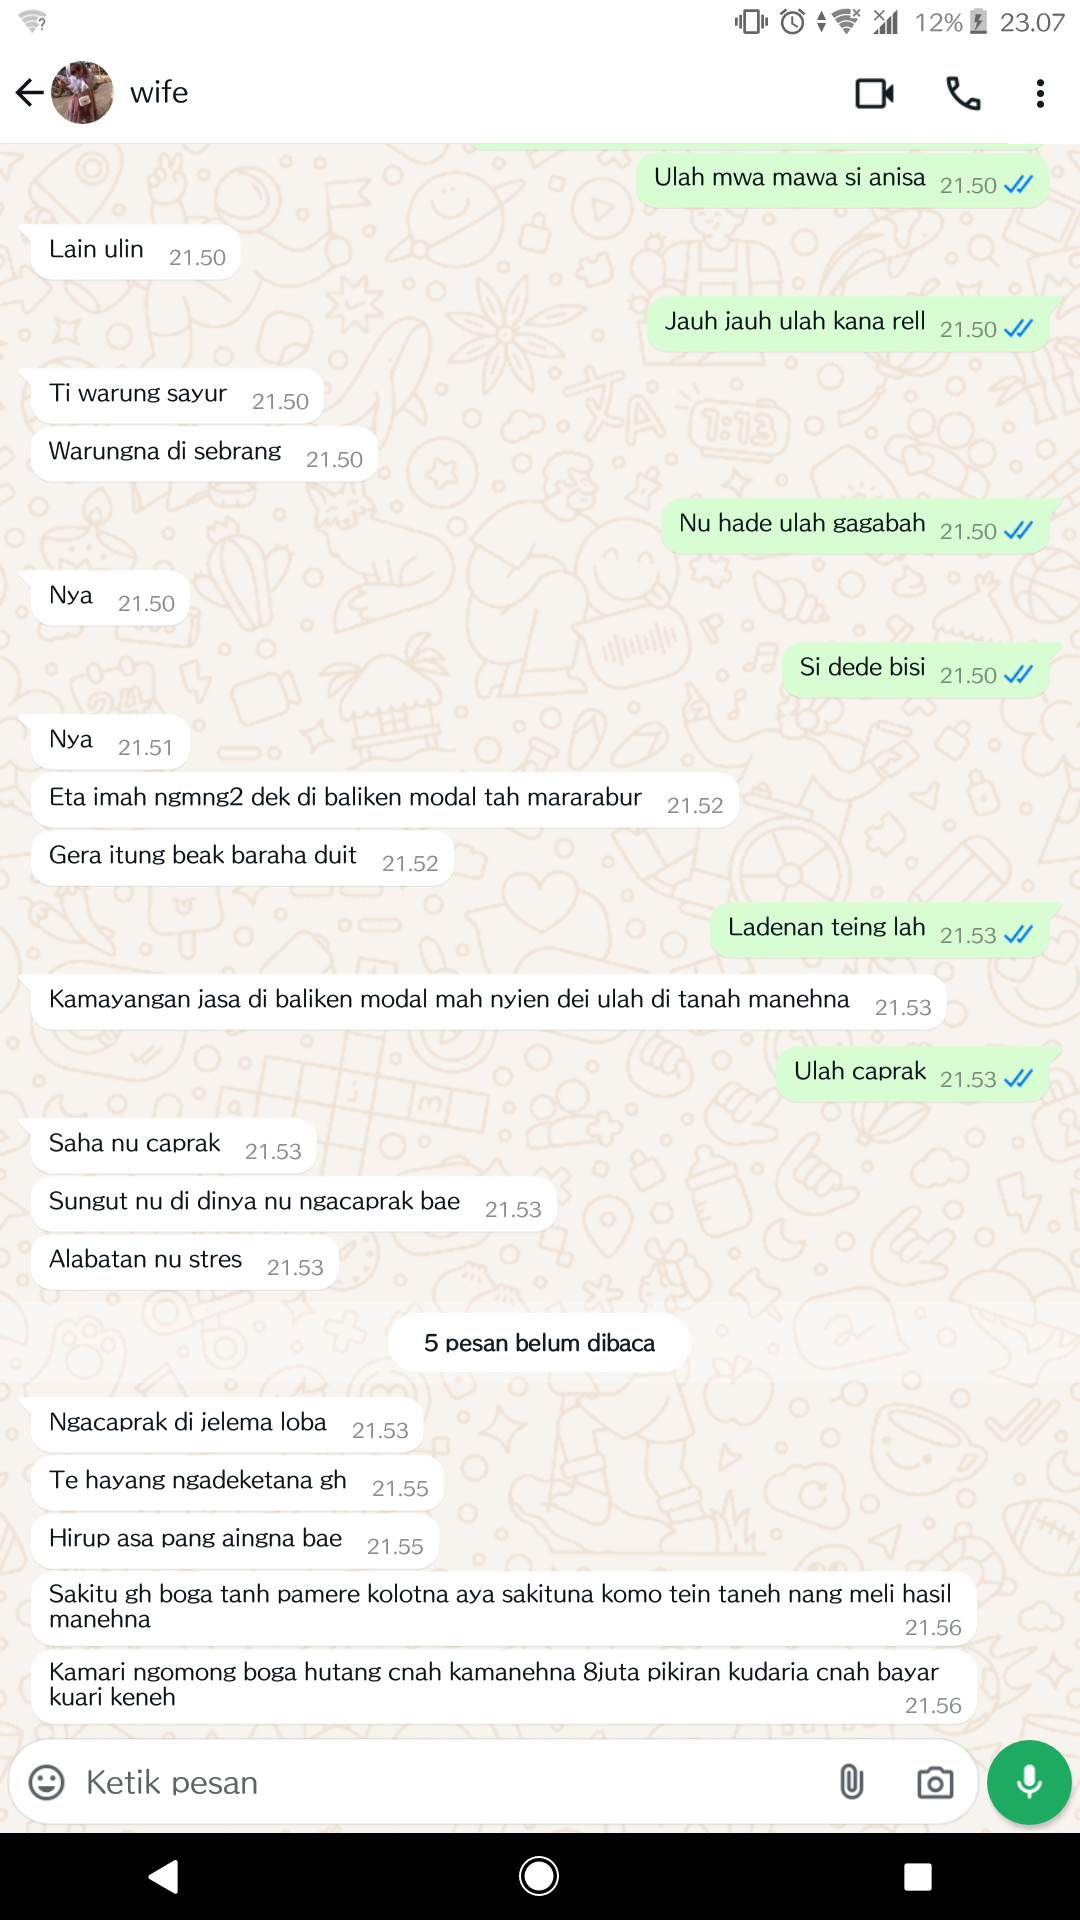 12% 23.07
wife
Ulah mwa mawa si anisa 21.50
Lain ulin 21.50
Jauh jauh ulah kana rell 21.50
Ti warung sayur 21.50
Warungna di sebrang 21.50
Nu hade ulah gagabah 21.50
Nya 21.50
Si dede bisi 21.50
Nya 21.51
Eta imah ngmng2 dek di baliken modal tah mararabur 21.52
Gera itung beak baraha duit 21.52
Ladenan teing lah 21.53
Kamayangan jasa di baliken modal mah nyien dei ulah di tanah manehna 21.53
Ulah caprak 21.53
Saha nu caprak 21.53
Sungut nu di dinya nu ngacaprak bae 21.53
Alabatan nu stres 21.53
5 pesan belum dibaca
Ngacaprak di jelema loba 21.53
Te hayang ngadeketana gh 21.55
Hirup asa pang aingna bae 21.55
Sakitu gh boga tanh pamere kolotna aya sakituna komo tein taneh nang meli hasil
manehna 21.56
Kamari ngomong boga hutang cnah kamanehna 8juta pikiran kudaria cnah bayar
kuari keneh 21.56
Ketik pesan